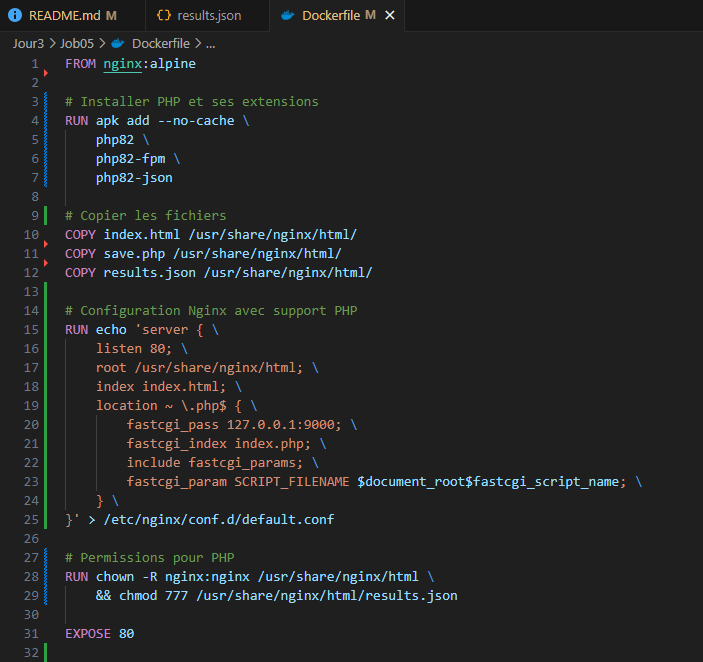 README.md M
results.json
Dockerfile M
Jour3 > Job05 > Dockerfile > ...
1 FROM nginx:alpine
2
3 # Installer PHP et ses extensions
4 RUN apk add --no-cache \
5     php82 \
6     php82-fpm \
7     php82-json
8
9 # Copier les fichiers
10 COPY index.html /usr/share/nginx/html/
11 COPY save.php /usr/share/nginx/html/
12 COPY results.json /usr/share/nginx/html/
13
14 # Configuration Nginx avec support PHP
15 RUN echo 'server { \
16     listen 80; \
17     root /usr/share/nginx/html; \
18     index index.html; \
19     location ~ \.php$ { \
20         fastcgi_pass 127.0.0.1:9000; \
21         fastcgi_index index.php; \
22         include fastcgi_params; \
23         fastcgi_param SCRIPT_FILENAME $document_root$fastcgi_script_name; \
24     } \
25 }' > /etc/nginx/conf.d/default.conf
26
27 # Permissions pour PHP
28 RUN chown -R nginx:nginx /usr/share/nginx/html \
29     && chmod 777 /usr/share/nginx/html/results.json
30
31 EXPOSE 80
32